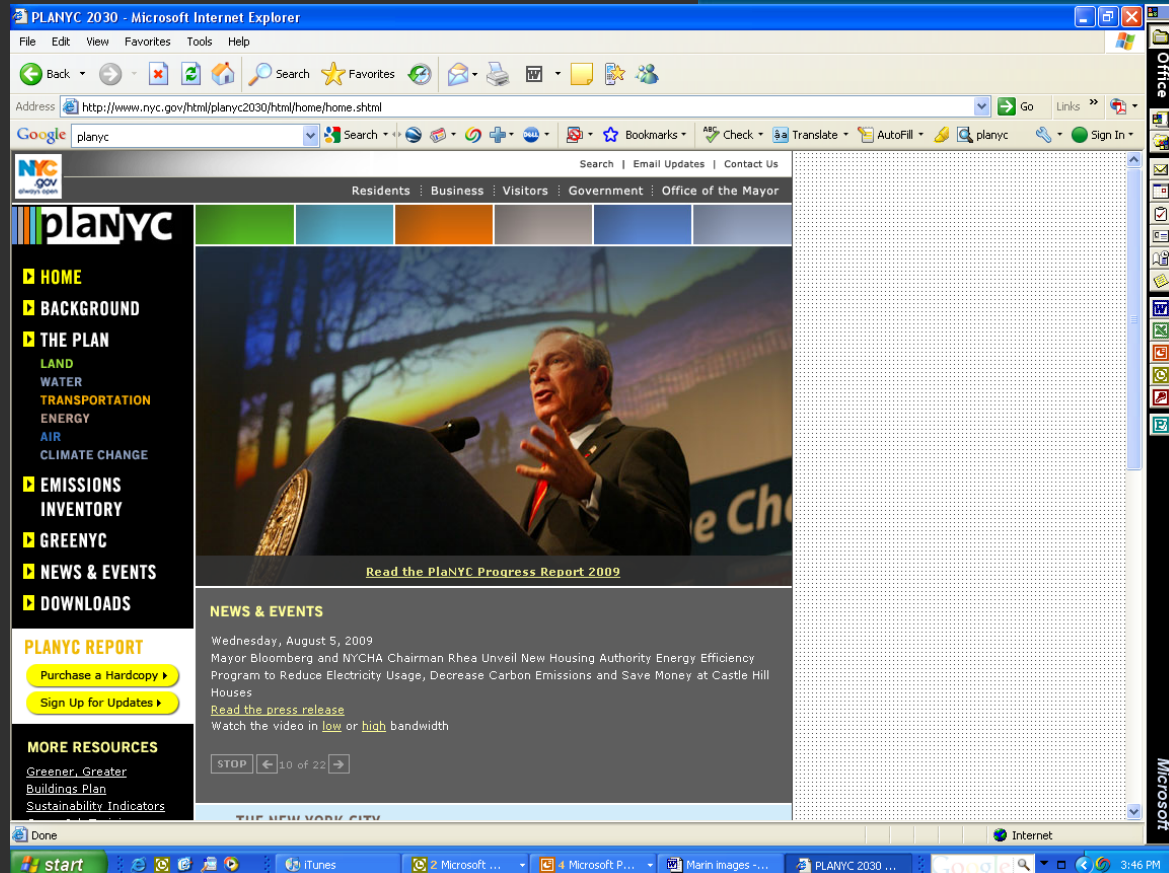 PLANYC 2030 - Microsoft Internet Explorer
File Edit View Favorites Tools Help
Back Search Favorites
Address http://www.nyc.gov/html/planyc2030/html/home/home.shtml Go Links »
Google planyc Search Bookmarks ABC Check Translate AutoFill planyc Sign In
NYC
.gov
always open
Search | Email Updates | Contact Us
Residents Business Visitors Government Office of the Mayor
plaNYC
HOME
BACKGROUND
THE PLAN
LAND
WATER
TRANSPORTATION
ENERGY
AIR
CLIMATE CHANGE
EMISSIONS
INVENTORY
GREENYC
NEWS & EVENTS
DOWNLOADS
PLANYC REPORT
Purchase a Hardcopy
Sign Up for Updates
MORE RESOURCES
Greener, Greater
Buildings Plan
Sustainability Indicators
e Ch
Read the PlaNYC Progress Report 2009
NEWS & EVENTS
Wednesday, August 5, 2009
Mayor Bloomberg and NYCHA Chairman Rhea Unveil New Housing Authority Energy Efficiency
Program to Reduce Electricity Usage, Decrease Carbon Emissions and Save Money at Castle Hill
Houses
Read the press release
Watch the video in low or high bandwidth
STOP 10 of 22
THE NEW YORK CITY
Office
Microsoft
Done Internet
start iTunes 2 Microsoft ... 4 Microsoft P... Marin images -... PLANYC 2030 ... Google 3:46 PM